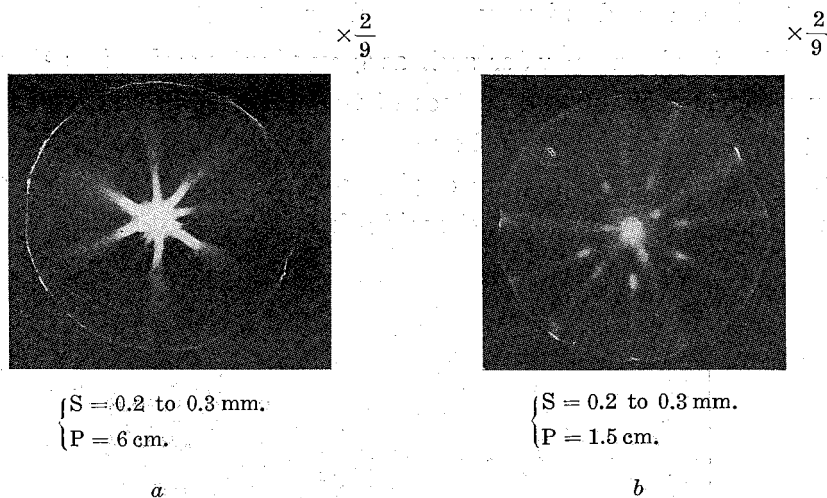 × 2/9
× 2/9
{S = 0.2 to 0.3 mm.
{P = 6 cm.
{S = 0.2 to 0.3 mm.
{P = 1.5 cm.
a
b